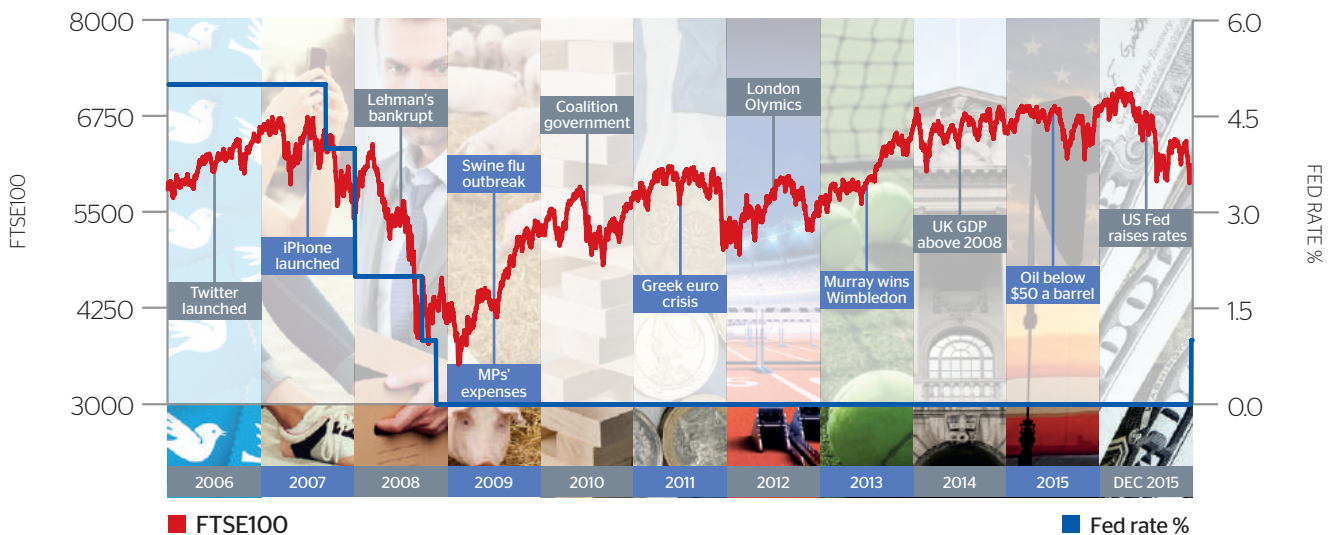 8000
6750
5500
4250
3000
FTSE100
6.0
4.5
3.0
1.5
0.0
FED RATE %
Twitter
launched
iPhone
launched
Lehman's
bankrupt
Swine flu
outbreak
MPs'
expenses
Coalition
government
Greek euro
crisis
London
Olymics
Murray wins
Wimbledon
UK GDP
above 2008
Oil below
$50 a barrel
US Fed
raises rates
2006
2007
2008
2009
2010
2011
2012
2013
2014
2015
DEC 2015
FTSE100
Fed rate %